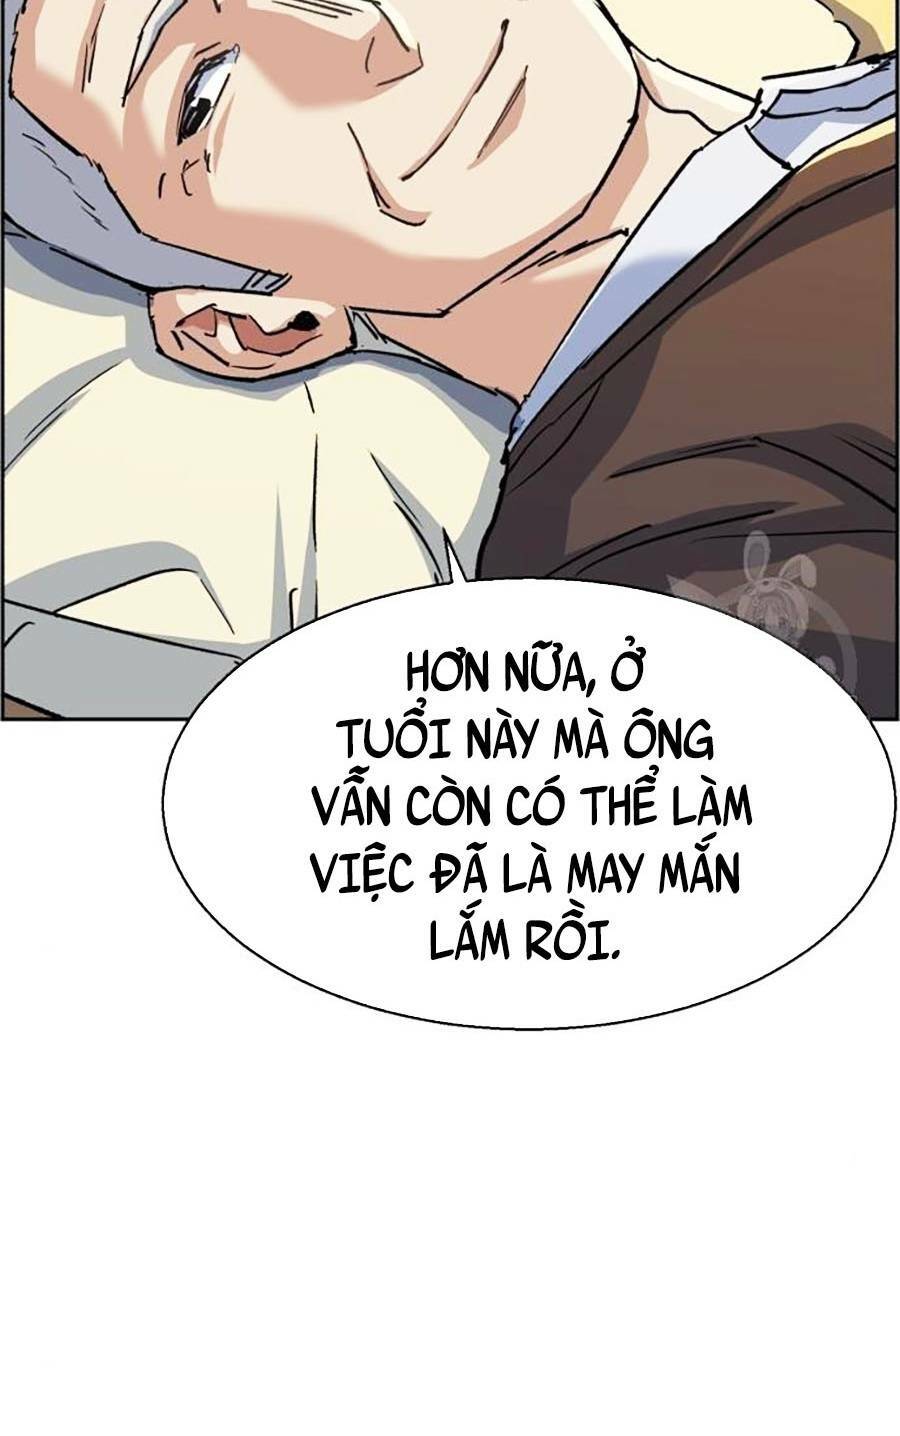 HƠN NỮA, Ở
TUỔI NÀY MÀ ÔNG
VẪN CÒN CÓ THỂ LÀM
VIỆC ĐÃ LÀ MAY MẮN
LẮM RỒI.